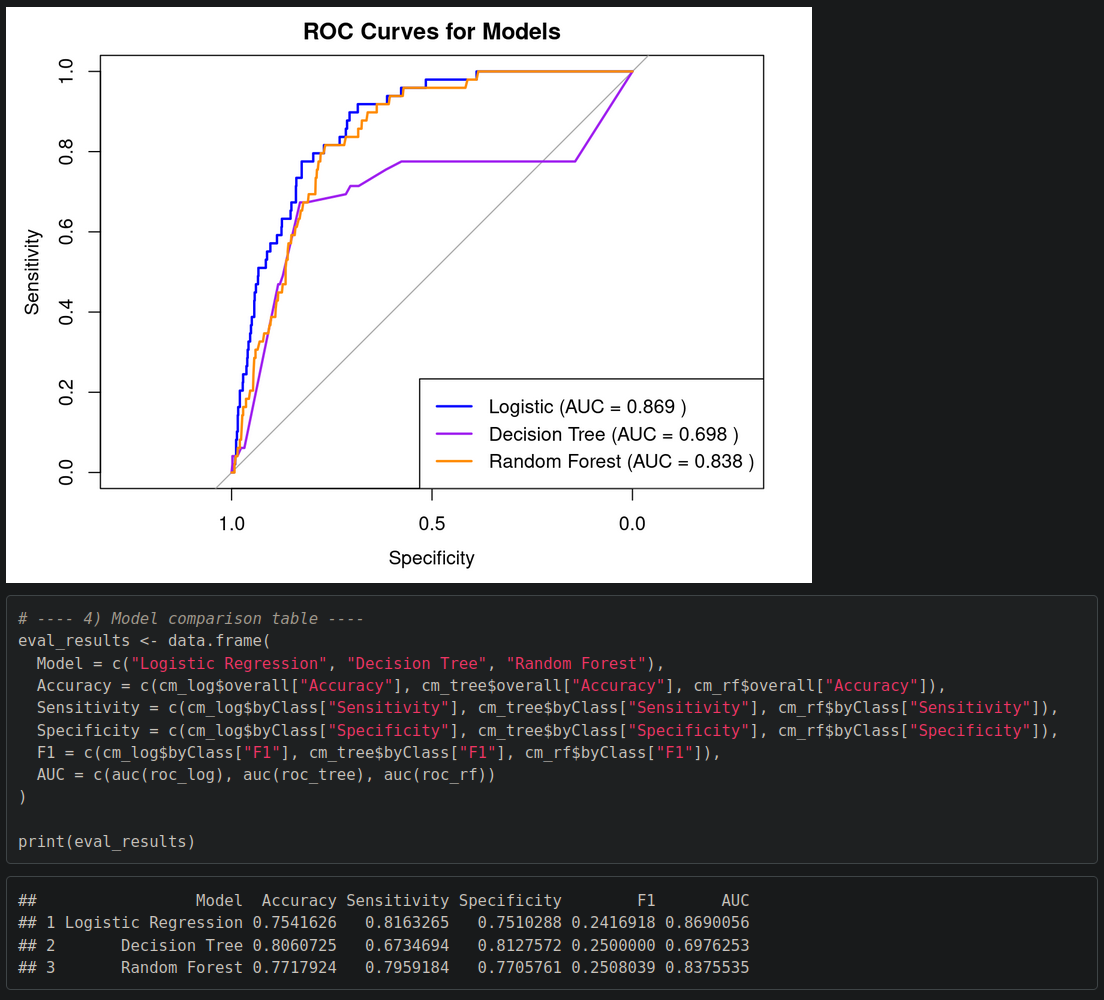 ROC Curves for Models
Sensitivity
1.0
0.8
0.6
0.4
0.2
0.0
Logistic (AUC = 0.869 )
Decision Tree (AUC = 0.698 )
Random Forest (AUC = 0.838 )
1.0 0.5 0.0
Specificity
# ---- 4) Model comparison table ----
eval_results <- data.frame(
  Model = c("Logistic Regression", "Decision Tree", "Random Forest"),
  Accuracy = c(cm_log$overall["Accuracy"], cm_tree$overall["Accuracy"], cm_rf$overall["Accuracy"]),
  Sensitivity = c(cm_log$byClass["Sensitivity"], cm_tree$byClass["Sensitivity"], cm_rf$byClass["Sensitivity"]),
  Specificity = c(cm_log$byClass["Specificity"], cm_tree$byClass["Specificity"], cm_rf$byClass["Specificity"]),
  F1 = c(cm_log$byClass["F1"], cm_tree$byClass["F1"], cm_rf$byClass["F1"]),
  AUC = c(auc(roc_log), auc(roc_tree), auc(roc_rf))
)
print(eval_results)
##                 Model  Accuracy Sensitivity Specificity        F1       AUC
## 1 Logistic Regression 0.7541626   0.8163265   0.7510288 0.2416918 0.8690056
## 2       Decision Tree 0.8060725   0.6734694   0.8127572 0.2500000 0.6976253
## 3       Random Forest 0.7717924   0.7959184   0.7705761 0.2508039 0.8375535